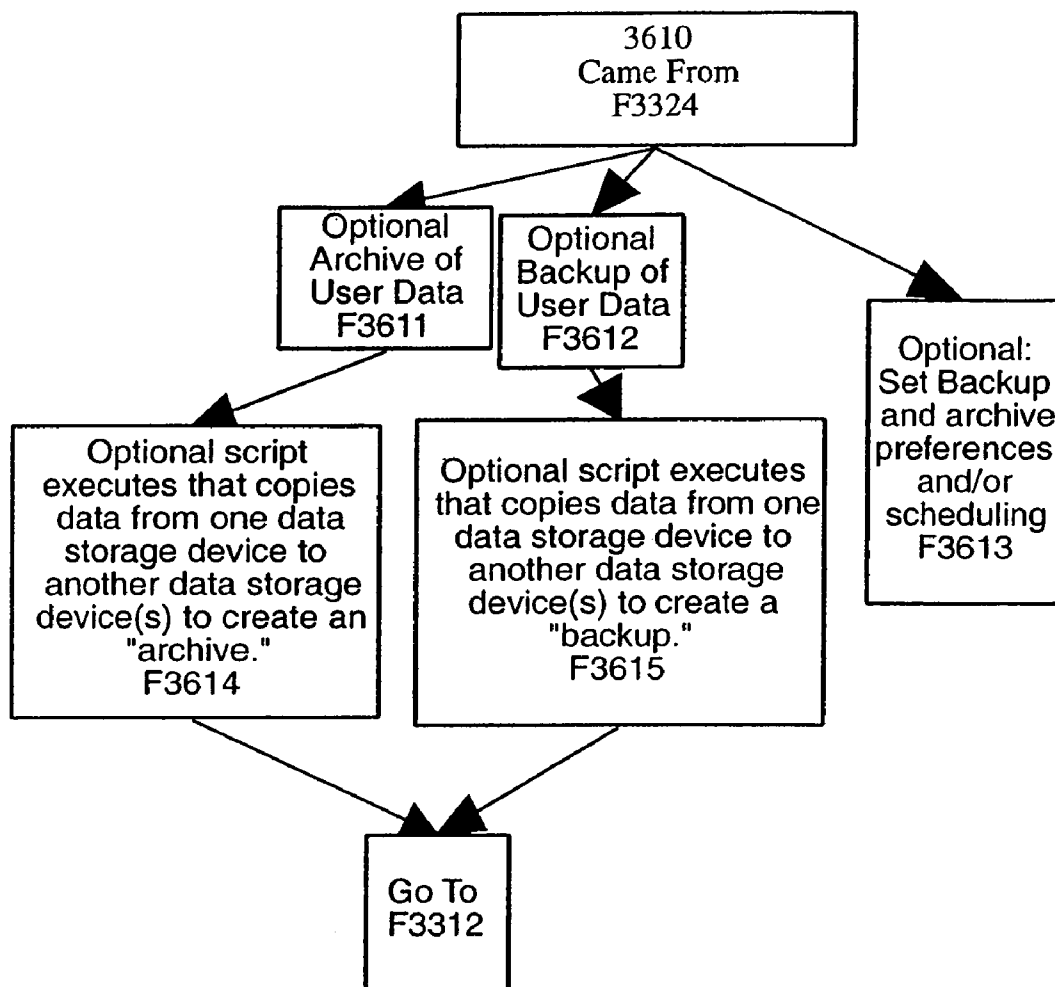 3610
Came From
F3324
Optional
Archive of
User Data
F3611
Optional
Backup of
User Data
F3612
Optional:
Set Backup
and archive
preferences
and/or
scheduling
F3613
Optional script
executes that copies
data from one data
storage device to
another data storage
device(s) to create an
"archive."
F3614
Optional script executes
that copies data from one
data storage device to
another data storage
device(s) to create a
"backup."
F3615
Go To
F3312